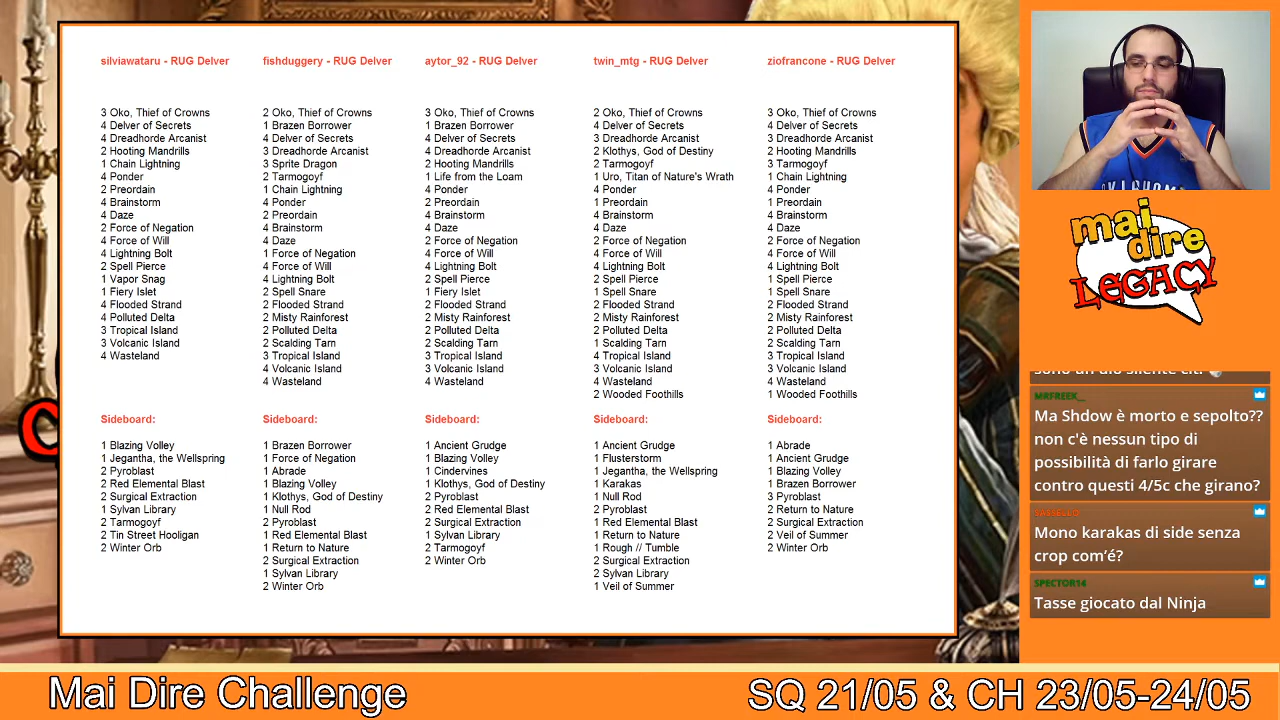 silviawataru - RUG Delver
3 Oko, Thief of Crowns
4 Delver of Secrets
4 Dreadhorde Arcanist
2 Hooting Mandrills
1 Chain Lightning
4 Ponder
2 Preordain
4 Brainstorm
4 Daze
2 Force of Negation
4 Force of Will
4 Lightning Bolt
2 Spell Pierce
1 Vapor Snag
1 Fiery Islet
4 Flooded Strand
4 Polluted Delta
3 Tropical Island
3 Volcanic Island
4 Wasteland
Sideboard:
1 Blazing Volley
1 Jegantha, the Wellspring
2 Pyroblast
2 Red Elemental Blast
2 Surgical Extraction
1 Sylvan Library
2 Tarmogoyf
2 Tin Street Hooligan
2 Winter Orb
fishduggery - RUG Delver
2 Oko, Thief of Crowns
1 Brazen Borrower
4 Delver of Secrets
3 Dreadhorde Arcanist
3 Sprite Dragon
2 Tarmogoyf
1 Chain Lightning
4 Ponder
2 Preordain
4 Brainstorm
4 Daze
1 Force of Negation
4 Force of Will
4 Lightning Bolt
2 Spell Snare
2 Flooded Strand
2 Misty Rainforest
2 Polluted Delta
2 Scalding Tarn
3 Tropical Island
4 Volcanic Island
4 Wasteland
Sideboard:
1 Brazen Borrower
1 Force of Negation
1 Abrade
1 Blazing Volley
1 Klothys, God of Destiny
1 Null Rod
2 Pyroblast
1 Red Elemental Blast
1 Return to Nature
2 Surgical Extraction
1 Sylvan Library
2 Winter Orb
aytor_92 - RUG Delver
3 Oko, Thief of Crowns
1 Brazen Borrower
4 Delver of Secrets
4 Dreadhorde Arcanist
2 Hooting Mandrills
1 Life from the Loam
4 Ponder
2 Preordain
4 Brainstorm
4 Daze
2 Force of Negation
4 Force of Will
4 Lightning Bolt
2 Spell Pierce
1 Fiery Islet
2 Flooded Strand
2 Misty Rainforest
2 Polluted Delta
2 Scalding Tarn
3 Tropical Island
3 Volcanic Island
4 Wasteland
Sideboard:
1 Ancient Grudge
1 Blazing Volley
1 Cindervines
1 Klothys, God of Destiny
2 Pyroblast
2 Red Elemental Blast
2 Surgical Extraction
1 Sylvan Library
2 Tarmogoyf
2 Winter Orb
twin_mtg - RUG Delver
2 Oko, Thief of Crowns
4 Delver of Secrets
3 Dreadhorde Arcanist
2 Klothys, God of Destiny
2 Tarmogoyf
1 Uro, Titan of Nature's Wrath
4 Ponder
1 Preordain
4 Brainstorm
4 Daze
2 Force of Negation
4 Force of Will
4 Lightning Bolt
2 Spell Pierce
1 Spell Snare
2 Flooded Strand
2 Misty Rainforest
2 Polluted Delta
1 Scalding Tarn
4 Tropical Island
3 Volcanic Island
4 Wasteland
2 Wooded Foothills
Sideboard:
1 Ancient Grudge
1 Flusterstorm
1 Jegantha, the Wellspring
1 Karakas
1 Null Rod
2 Pyroblast
1 Red Elemental Blast
1 Return to Nature
1 Rough // Tumble
2 Surgical Extraction
2 Sylvan Library
1 Veil of Summer
ziofrancone - RUG Delver
3 Oko, Thief of Crowns
4 Delver of Secrets
4 Dreadhorde Arcanist
2 Hooting Mandrills
3 Tarmogoyf
1 Chain Lightning
4 Ponder
1 Preordain
4 Brainstorm
4 Daze
2 Force of Negation
4 Force of Will
4 Lightning Bolt
1 Spell Pierce
1 Spell Snare
2 Flooded Strand
2 Misty Rainforest
2 Polluted Delta
2 Scalding Tarn
3 Tropical Island
3 Volcanic Island
4 Wasteland
1 Wooded Foothills
Sideboard:
1 Abrade
1 Ancient Grudge
1 Blazing Volley
1 Brazen Borrower
3 Pyroblast
2 Return to Nature
2 Surgical Extraction
2 Veil of Summer
2 Winter Orb
mai
dire
LEGACY
MRFREEK__
Ma Shdow è morto e sepolto??
non c'è nessun tipo di
possibilità di farlo girare
contro questi 4/5c che girano?
Mono karakas di side senza
crop com'é?
SPECTOR14
Tasse giocato dal Ninja
Mai Dire Challenge
SQ 21/05 & CH 23/05-24/05